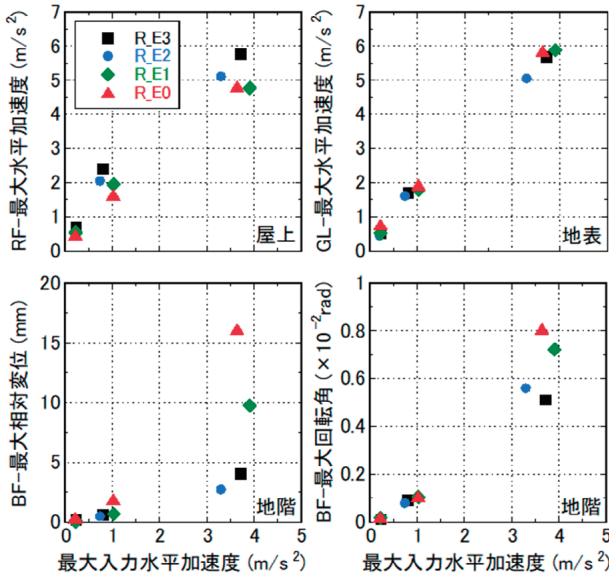 RF-最大水平加速度 (m/s²)
7
6
5
4
3
2
1
0
R_E3
R_E2
R_E1
R_E0
屋上
GL-最大水平加速度 (m/s²)
7
6
5
4
3
2
1
0
地表
BF-最大相対変位 (mm)
20
15
10
5
0
地階
0 1 2 3 4 5
最大入力水平加速度 (m/s²)
BF-最大回転角 (×10⁻²rad)
1
0.8
0.6
0.4
0.2
0
地階
0 1 2 3 4 5
最大入力水平加速度 (m/s²)